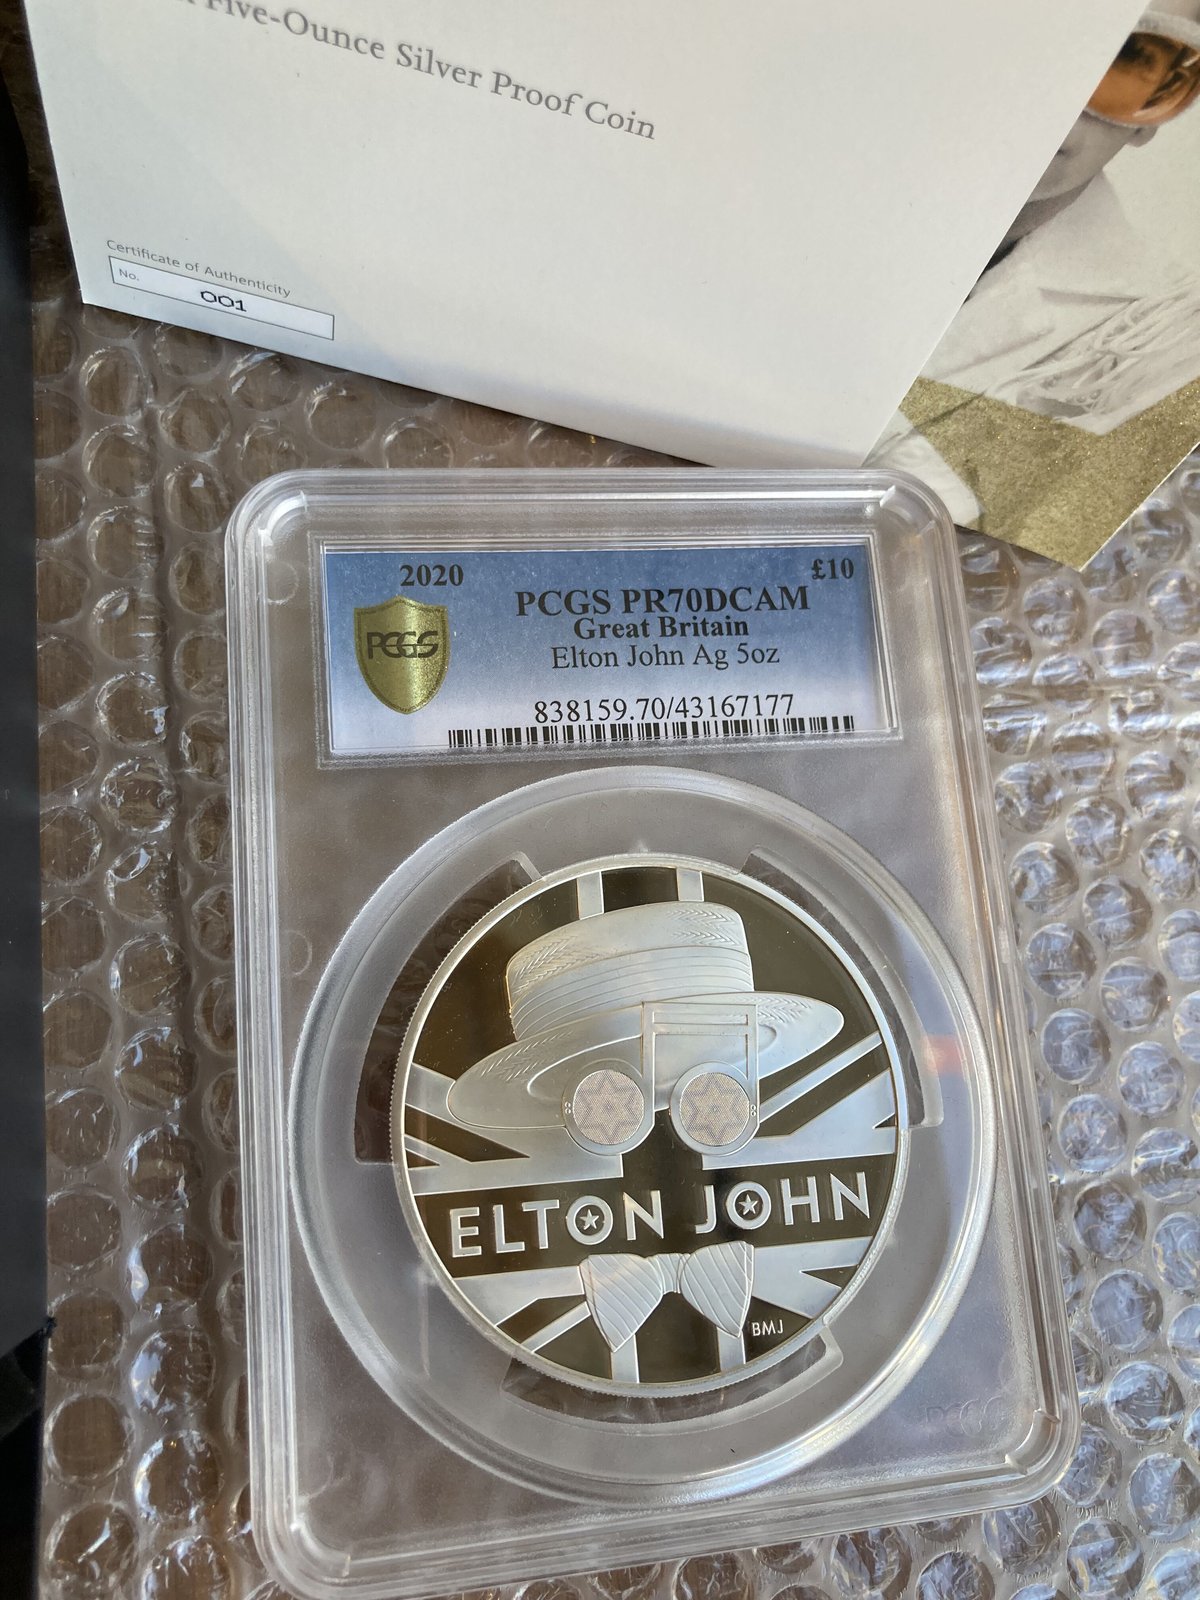 Five-Ounce Silver Proof Coin
Certificate of Authenticity
No. 001
2020 £10
PCGS PR70DCAM
Great Britain
PCGS
Elton John Ag 5oz
838159.70/43167177
ELTON JOHN
BMJ
PCGS